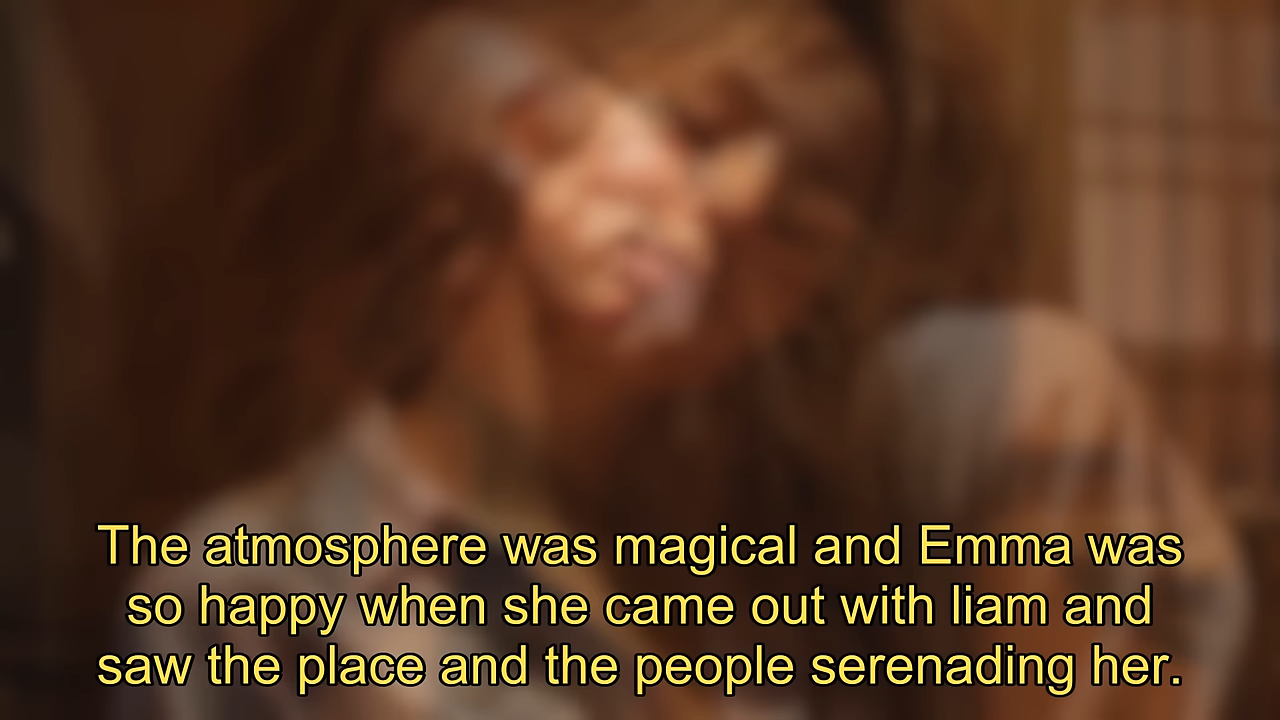 The atmosphere was magical and Emma was
so happy when she came out with liam and
saw the place and the people serenading her.